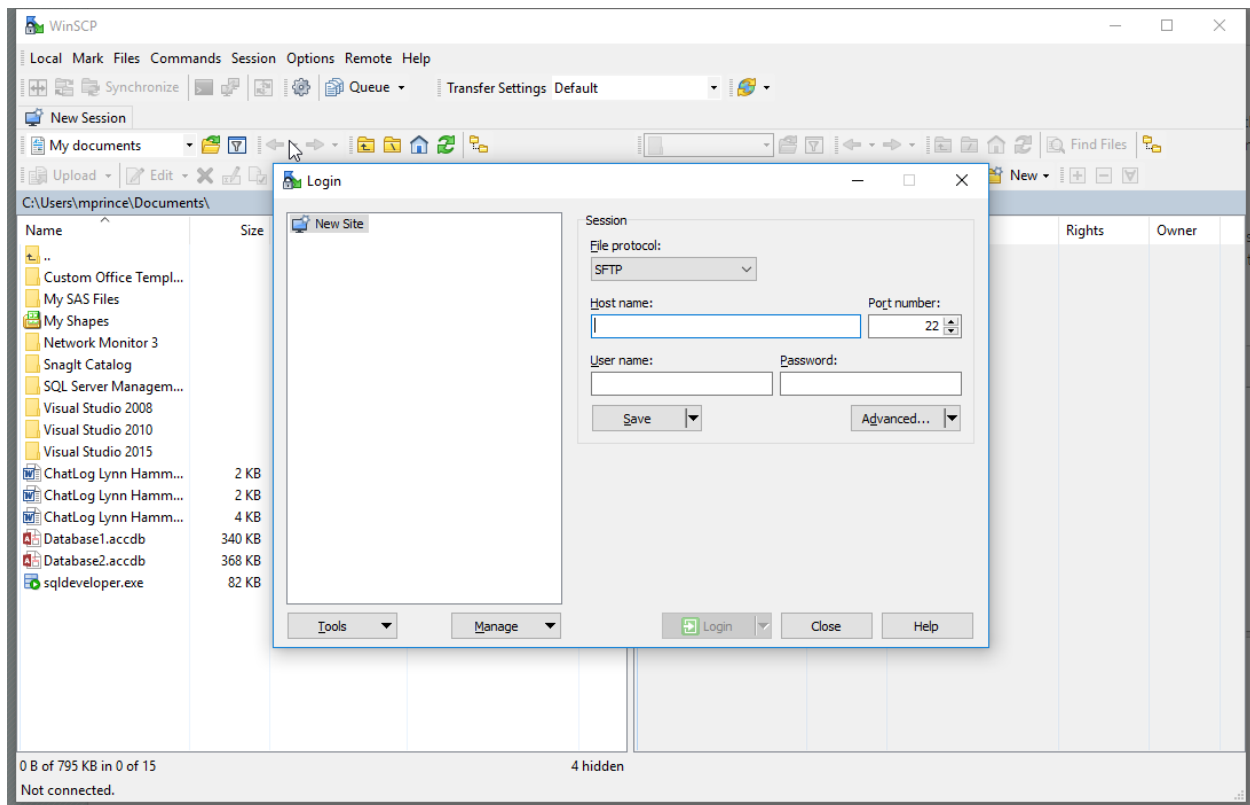 WinSCP
Local Mark Files Commands Session Options Remote Help
Synchronize Queue Transfer Settings Default
New Session
My documents Find Files
Upload Edit New
C:\Users\mprince\Documents\
Name Size Rights Owner
..
Custom Office Templ...
My SAS Files
My Shapes
Network Monitor 3
SnagIt Catalog
SQL Server Managem...
Visual Studio 2008
Visual Studio 2010
Visual Studio 2015
ChatLog Lynn Hamm... 2 KB
ChatLog Lynn Hamm... 2 KB
ChatLog Lynn Hamm... 4 KB
Database1.accdb 340 KB
Database2.accdb 368 KB
sqldeveloper.exe 82 KB
Login
New Site
Session
File protocol:
SFTP
Host name: Port number:
22
User name: Password:
Save Advanced...
Tools Manage Login Close Help
0 B of 795 KB in 0 of 15 4 hidden
Not connected.